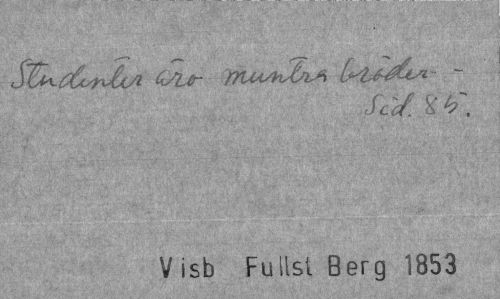 Studenter äro muntra bröder -
Sid. 85.
Visb Fullst Berg 1853